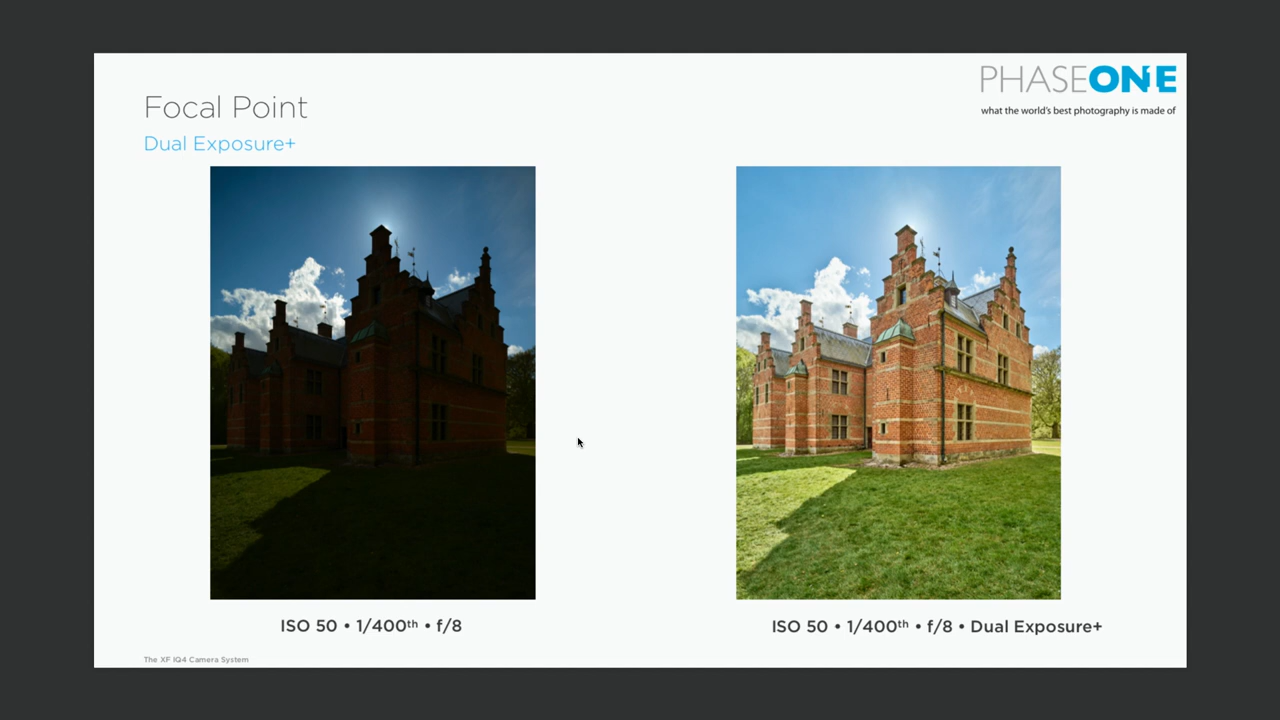 PHASEONE
what the world's best photography is made of
Focal Point
Dual Exposure+
ISO 50 • 1/400th • f/8
ISO 50 • 1/400th • f/8 • Dual Exposure+
The XF IQ4 Camera System